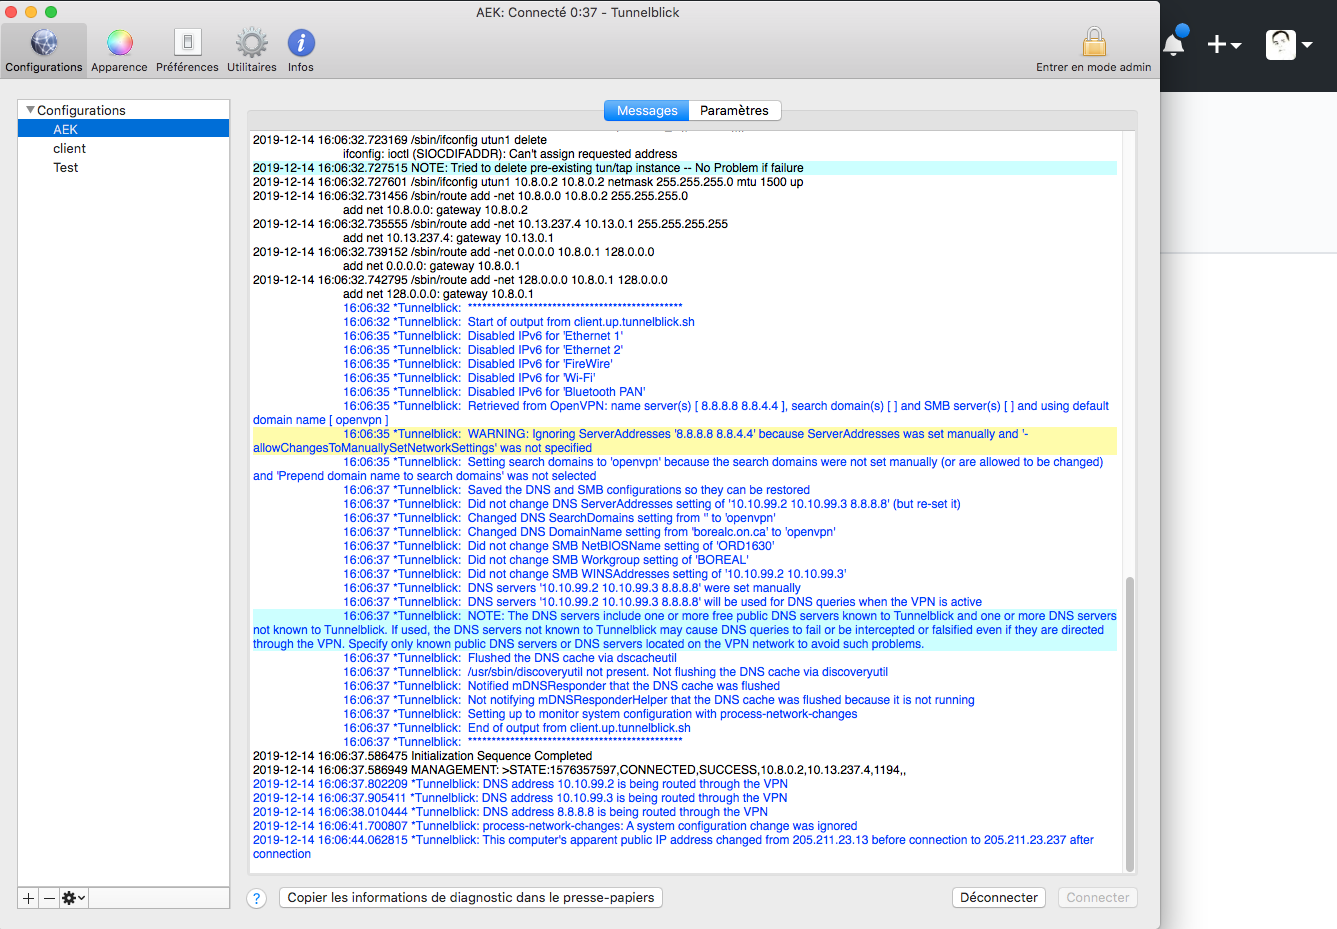 AEK: Connecté 0:37 - Tunnelblick
Configurations Apparence Préférences Utilitaires Infos Entrer en mode admin
Configurations
AEK
client
Test
Messages Paramètres
2019-12-14 16:06:32.723169 /sbin/ifconfig utun1 delete
ifconfig: ioctl (SIOCDIFADDR): Can't assign requested address
2019-12-14 16:06:32.727515 NOTE: Tried to delete pre-existing tun/tap instance -- No Problem if failure
2019-12-14 16:06:32.727601 /sbin/ifconfig utun1 10.8.0.2 10.8.0.2 netmask 255.255.255.0 mtu 1500 up
2019-12-14 16:06:32.731456 /sbin/route add -net 10.8.0.0 10.8.0.2 255.255.255.0
add net 10.8.0.0: gateway 10.8.0.2
2019-12-14 16:06:32.735555 /sbin/route add -net 10.13.237.4 10.13.0.1 255.255.255.255
add net 10.13.237.4: gateway 10.13.0.1
2019-12-14 16:06:32.739152 /sbin/route add -net 0.0.0.0 10.8.0.1 128.0.0.0
add net 0.0.0.0: gateway 10.8.0.1
2019-12-14 16:06:32.742795 /sbin/route add -net 128.0.0.0 10.8.0.1 128.0.0.0
add net 128.0.0.0: gateway 10.8.0.1
16:06:32 *Tunnelblick: **********************************************
16:06:32 *Tunnelblick: Start of output from client.up.tunnelblick.sh
16:06:35 *Tunnelblick: Disabled IPv6 for 'Ethernet 1'
16:06:35 *Tunnelblick: Disabled IPv6 for 'Ethernet 2'
16:06:35 *Tunnelblick: Disabled IPv6 for 'FireWire'
16:06:35 *Tunnelblick: Disabled IPv6 for 'Wi-Fi'
16:06:35 *Tunnelblick: Disabled IPv6 for 'Bluetooth PAN'
16:06:35 *Tunnelblick: Retrieved from OpenVPN: name server(s) [ 8.8.8.8 8.8.4.4 ], search domain(s) [ ] and SMB server(s) [ ] and using default
domain name [ openvpn ]
16:06:35 *Tunnelblick: WARNING: Ignoring ServerAddresses '8.8.8.8 8.8.4.4' because ServerAddresses was set manually and '-
allowChangesToManuallySetNetworkSettings' was not specified
16:06:35 *Tunnelblick: Setting search domains to 'openvpn' because the search domains were not set manually (or are allowed to be changed)
and 'Prepend domain name to search domains' was not selected
16:06:37 *Tunnelblick: Saved the DNS and SMB configurations so they can be restored
16:06:37 *Tunnelblick: Did not change DNS ServerAddresses setting of '10.10.99.2 10.10.99.3 8.8.8.8' (but re-set it)
16:06:37 *Tunnelblick: Changed DNS SearchDomains setting from '' to 'openvpn'
16:06:37 *Tunnelblick: Changed DNS DomainName setting from 'borealc.on.ca' to 'openvpn'
16:06:37 *Tunnelblick: Did not change SMB NetBIOSName setting of 'ORD1630'
16:06:37 *Tunnelblick: Did not change SMB Workgroup setting of 'BOREAL'
16:06:37 *Tunnelblick: Did not change SMB WINSAddresses setting of '10.10.99.2 10.10.99.3'
16:06:37 *Tunnelblick: DNS servers '10.10.99.2 10.10.99.3 8.8.8.8' were set manually
16:06:37 *Tunnelblick: DNS servers '10.10.99.2 10.10.99.3 8.8.8.8' will be used for DNS queries when the VPN is active
16:06:37 *Tunnelblick: NOTE: The DNS servers include one or more free public DNS servers known to Tunnelblick and one or more DNS servers
not known to Tunnelblick. If used, the DNS servers not known to Tunnelblick may cause DNS queries to fail or be intercepted or falsified even if they are directed
through the VPN. Specify only known public DNS servers or DNS servers located on the VPN network to avoid such problems.
16:06:37 *Tunnelblick: Flushed the DNS cache via dscacheutil
16:06:37 *Tunnelblick: /usr/sbin/discoveryutil not present. Not flushing the DNS cache via discoveryutil
16:06:37 *Tunnelblick: Notified mDNSResponder that the DNS cache was flushed
16:06:37 *Tunnelblick: Not notifying mDNSResponderHelper that the DNS cache was flushed because it is not running
16:06:37 *Tunnelblick: Setting up to monitor system configuration with process-network-changes
16:06:37 *Tunnelblick: End of output from client.up.tunnelblick.sh
16:06:37 *Tunnelblick: **********************************************
2019-12-14 16:06:37.586475 Initialization Sequence Completed
2019-12-14 16:06:37.586949 MANAGEMENT: >STATE:1576357597,CONNECTED,SUCCESS,10.8.0.2,10.13.237.4,1194,,
2019-12-14 16:06:37.802209 *Tunnelblick: DNS address 10.10.99.2 is being routed through the VPN
2019-12-14 16:06:37.905411 *Tunnelblick: DNS address 10.10.99.3 is being routed through the VPN
2019-12-14 16:06:38.010444 *Tunnelblick: DNS address 8.8.8.8 is being routed through the VPN
2019-12-14 16:06:41.700807 *Tunnelblick: process-network-changes: A system configuration change was ignored
2019-12-14 16:06:44.062815 *Tunnelblick: This computer's apparent public IP address changed from 205.211.23.13 before connection to 205.211.23.237 after
connection
? Copier les informations de diagnostic dans le presse-papiers Déconnecter Connecter